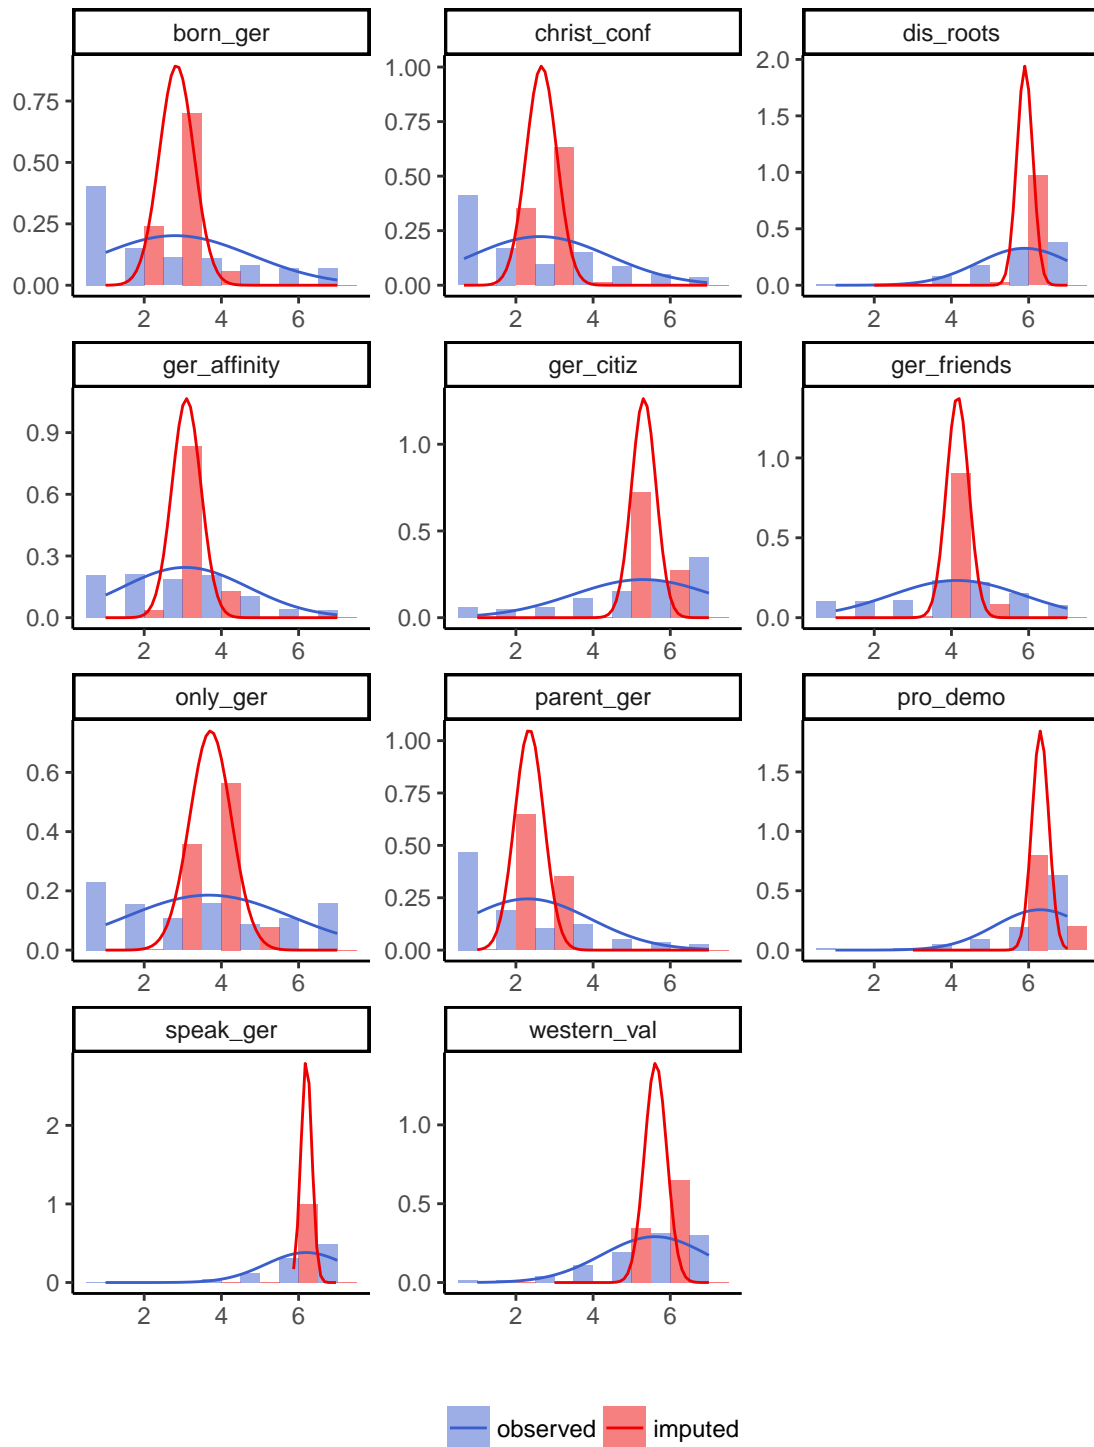 born_ger christ_conf dis_roots
0.75 1.00 2.0
0.50 0.75 1.5
0.25 0.50 1.0
0.00 0.25 0.5
0.00 0.0
2 4 6 2 4 6 2 4 6
ger_affinity ger_citiz ger_friends
0.9 1.0 1.0
0.6 0.5 0.5
0.3 0.0 0.0
0.0
2 4 6 2 4 6 2 4 6
only_ger parent_ger pro_demo
0.6 1.00 1.5
0.4 0.75 1.0
0.2 0.50 0.5
0.0 0.25 0.0
0.00
2 4 6 2 4 6 2 4 6
speak_ger western_val
2 1.0
1 0.5
0 0.0
2 4 6 2 4 6
observed imputed